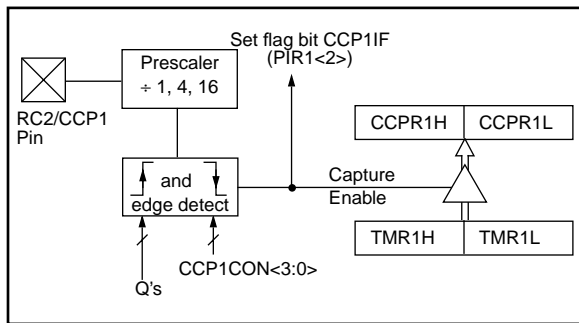 Set flag bit CCP1IF
(PIR1<2>)
Prescaler
÷ 1, 4, 16
RC2/CCP1
Pin
CCPR1H
CCPR1L
and
edge detect
Capture
Enable
TMR1H
TMR1L
CCP1CON<3:0>
Q's